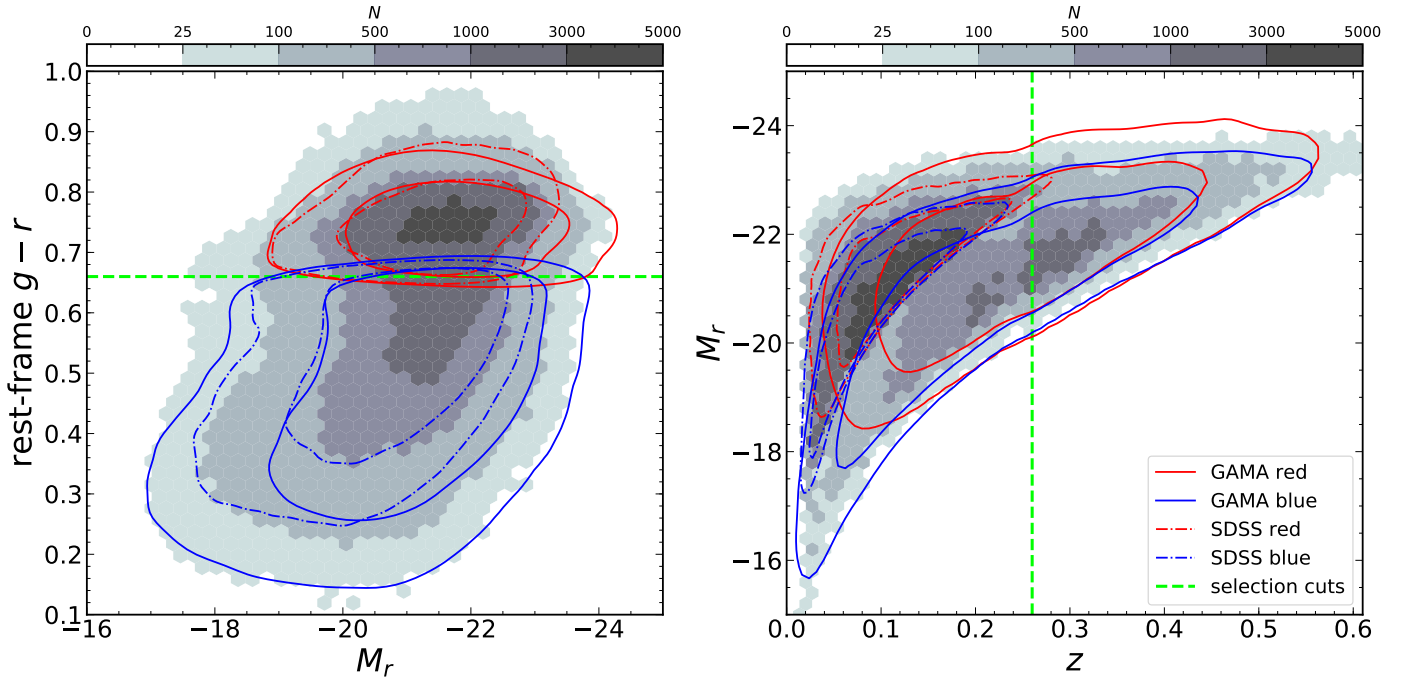 N
0 25 100 500 1000 3000 5000
1.0
0.9
0.8
0.7
0.6
0.5
0.4
0.3
0.2
0.1
rest-frame g − r
−16 −18 −20 −22 −24
M_r
N
0 25 100 500 1000 3000 5000
−24
−22
−20
−18
−16
M_r
GAMA red
GAMA blue
SDSS red
SDSS blue
selection cuts
0.0 0.1 0.2 0.3 0.4 0.5 0.6
z